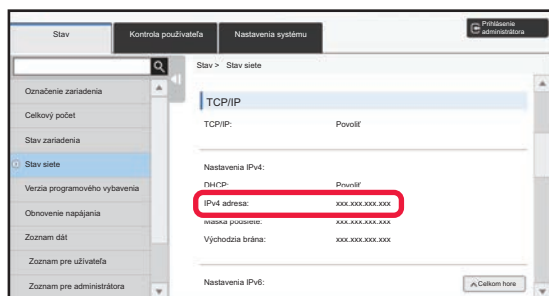 Stav
Kontrola používateľa
Nastavenia systému
Prihlásenie
administrátora
Stav > Stav siete
Označenie zariadenia
Celkový počet
Stav zariadenia
Stav siete
Verzia programového vybavenia
Obnovenie napájania
Zoznam dát
Zoznam pre užívateľa
Zoznam pre administrátora
TCP/IP
TCP/IP: Povoliť
Nastavenia IPv4:
DHCP: Povoliť
IPv4 adresa: xxx.xxx.xxx.xxx
Maska podsiete: xxx.xxx.xxx.xxx
Východzia brána: xxx.xxx.xxx.xxx
Nastavenia IPv6:
Celkom hore